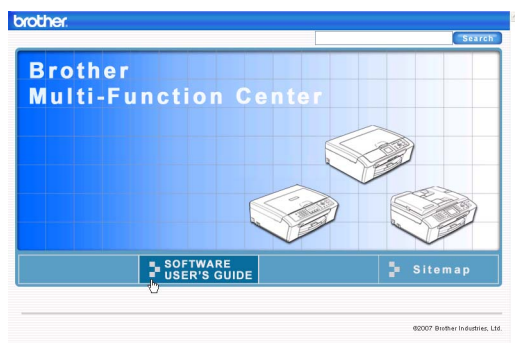 brother.
Search
Brother
Multi-Function Center
SOFTWARE
USER'S GUIDE
Sitemap
©2007 Brother Industries, Ltd.